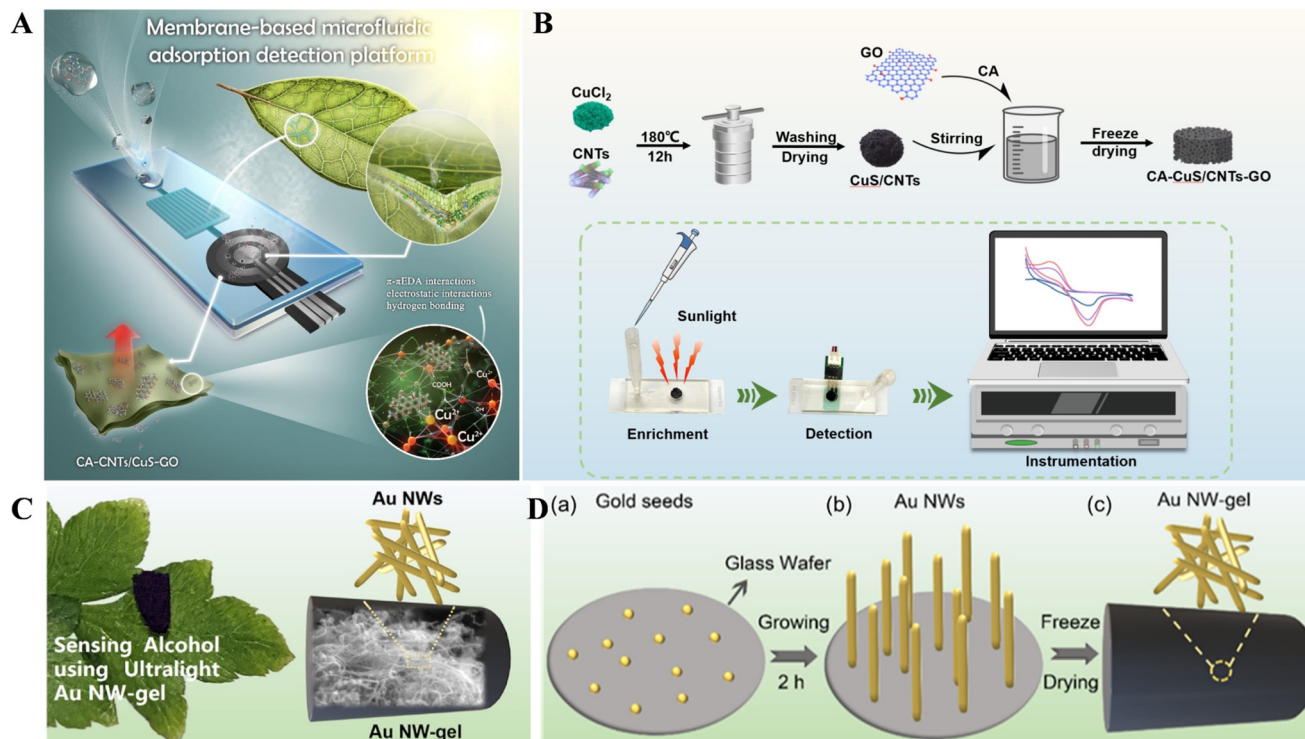 A
Membrane-based microfluidic
adsorption detection platform
π-πEDA interactions
electrostatic interactions
hydrogen bonding
COOH
Cu²⁺
OH
Cu²⁺
Cu²⁺
CA-CNTs/CuS-GO
B
GO
CA
CuCl₂
CNTs
180℃
12h
Washing
Drying
CuS/CNTs
Stirring
Freeze
drying
CA-CuS/CNTs-GO
Sunlight
Enrichment
Detection
Instrumentation
C
Au NWs
Sensing Alcohol
using Ultralight
Au NW-gel
Au NW-gel
D
(a) Gold seeds
Glass Wafer
Growing
2 h
(b) Au NWs
Freeze
Drying
(c) Au NW-gel